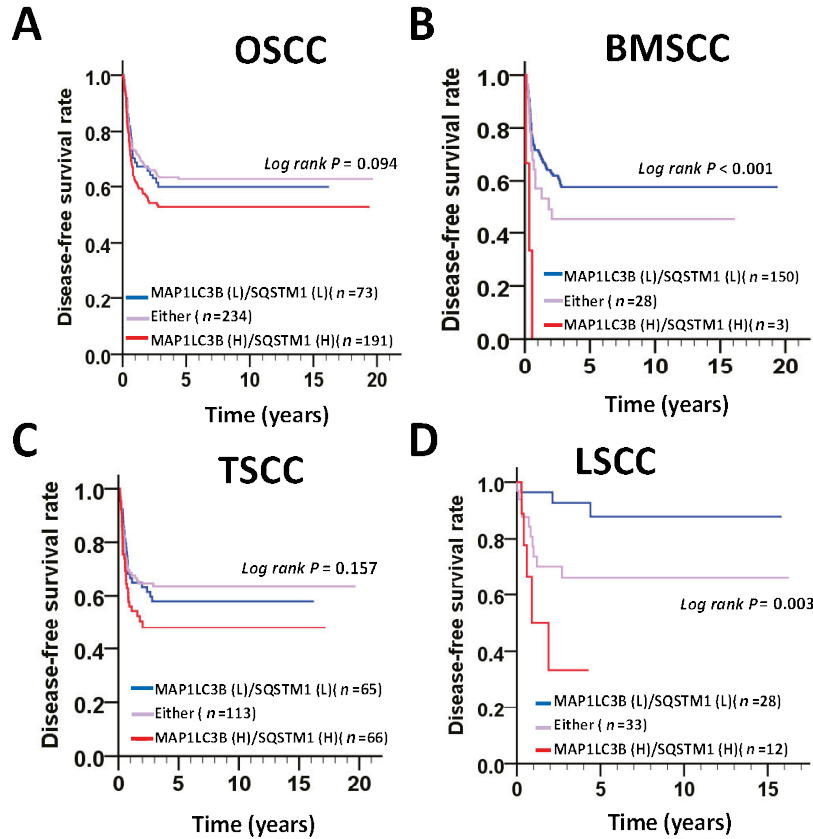 A
OSCC
Disease-free survival rate
1.0
0.8
0.6
0.4
0.2
0.0
Log rank P = 0.094
MAP1LC3B (L)/SQSTM1 (L)( n =73)
Either ( n=234)
MAP1LC3B (H)/SQSTM1 (H)( n =191)
0 5 10 15 20
Time (years)
B
BMSCC
Disease-free survival rate
1.0
0.8
0.6
0.4
0.2
0.0
Log rank P < 0.001
MAP1LC3B (L)/SQSTM1 (L)( n=150)
Either ( n=28)
MAP1LC3B (H)/SQSTM1 (H)( n=3)
0 5 10 15 20
Time (years)
C
TSCC
Disease-free survival rate
1.0
0.8
0.6
0.4
0.2
0.0
Log rank P = 0.157
MAP1LC3B (L)/SQSTM1 (L)( n=65)
Either ( n=113)
MAP1LC3B (H)/SQSTM1 (H)( n=66)
0 5 10 15 20
Time (years)
D
LSCC
Disease-free survival rate
1.0
0.8
0.6
0.4
0.2
0.0
Log rank P = 0.003
MAP1LC3B (L)/SQSTM1 (L)( n=28)
Either ( n=33)
MAP1LC3B (H)/SQSTM1 (H)( n=12)
0 5 10 15
Time (years)